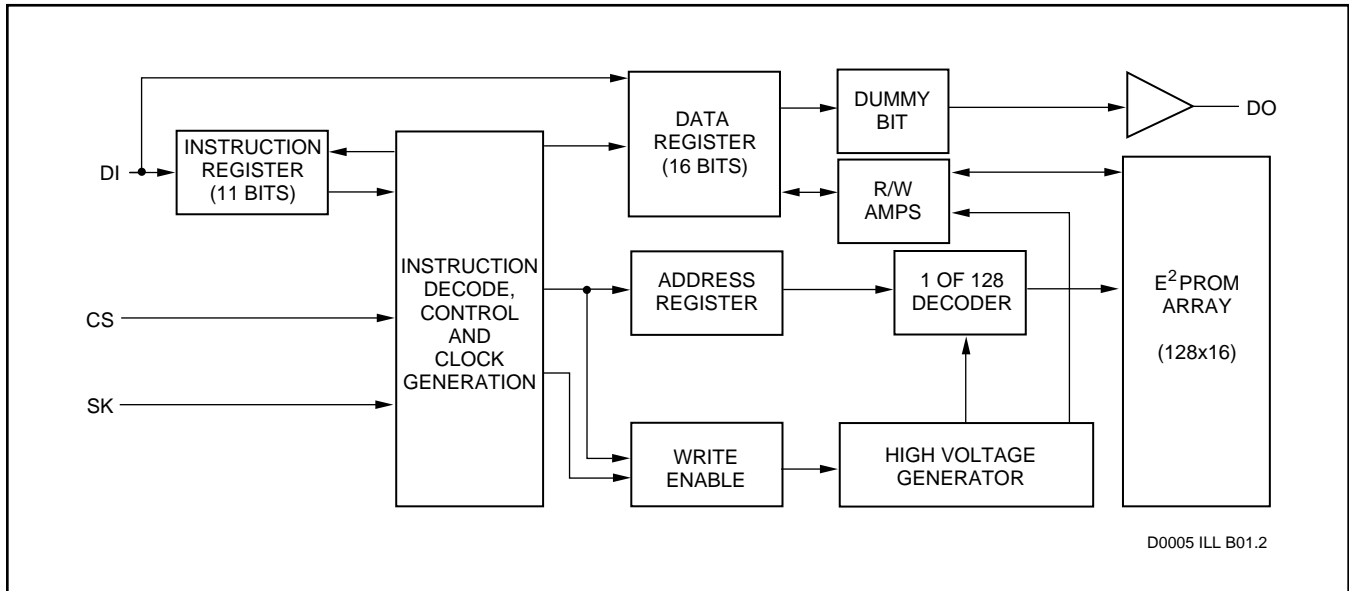 DI
CS
SK
INSTRUCTION
REGISTER
(11 BITS)
INSTRUCTION
DECODE,
CONTROL
AND
CLOCK
GENERATION
DATA
REGISTER
(16 BITS)
DUMMY
BIT
DO
R/W
AMPS
ADDRESS
REGISTER
1 OF 128
DECODER
WRITE
ENABLE
HIGH VOLTAGE
GENERATOR
E²PROM
ARRAY
(128x16)
D0005 ILL B01.2